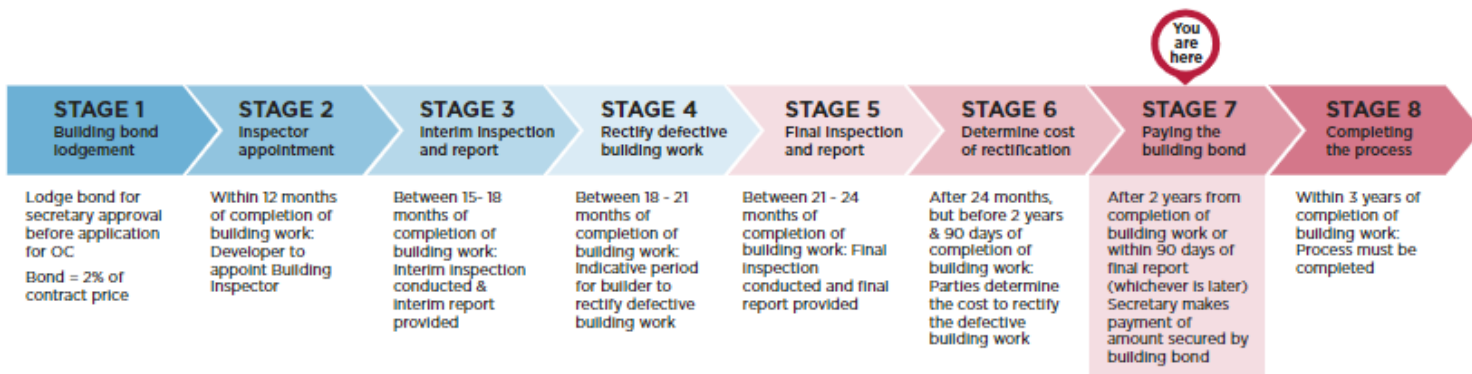 You
are
here
STAGE 1
Building bond
lodgement
STAGE 2
Inspector
appointment
STAGE 3
Interim inspection
and report
STAGE 4
Rectify defective
building work
STAGE 5
Final inspection
and report
STAGE 6
Determine cost
of rectification
STAGE 7
Paying the
building bond
STAGE 8
Completing
the process
Lodge bond for
secretary approval
before application
for OC
Bond = 2% of
contract price
Within 12 months
of completion of
building work:
Developer to
appoint Building
Inspector
Between 15- 18
months of
completion of
building work:
Interim inspection
conducted &
interim report
provided
Between 18 - 21
months of
completion of
building work:
Indicative period
for builder to
rectify defective
building work
Between 21 - 24
months of
completion of
building work: Final
inspection
conducted and final
report provided
After 24 months,
but before 2 years
& 90 days of
completion of
building work:
Parties determine
the cost to rectify
the defective
building work
After 2 years from
completion of
building work or
within 90 days of
final report
(whichever is later)
Secretary makes
payment of
amount secured by
building bond
Within 3 years of
completion of
building work:
Process must be
completed